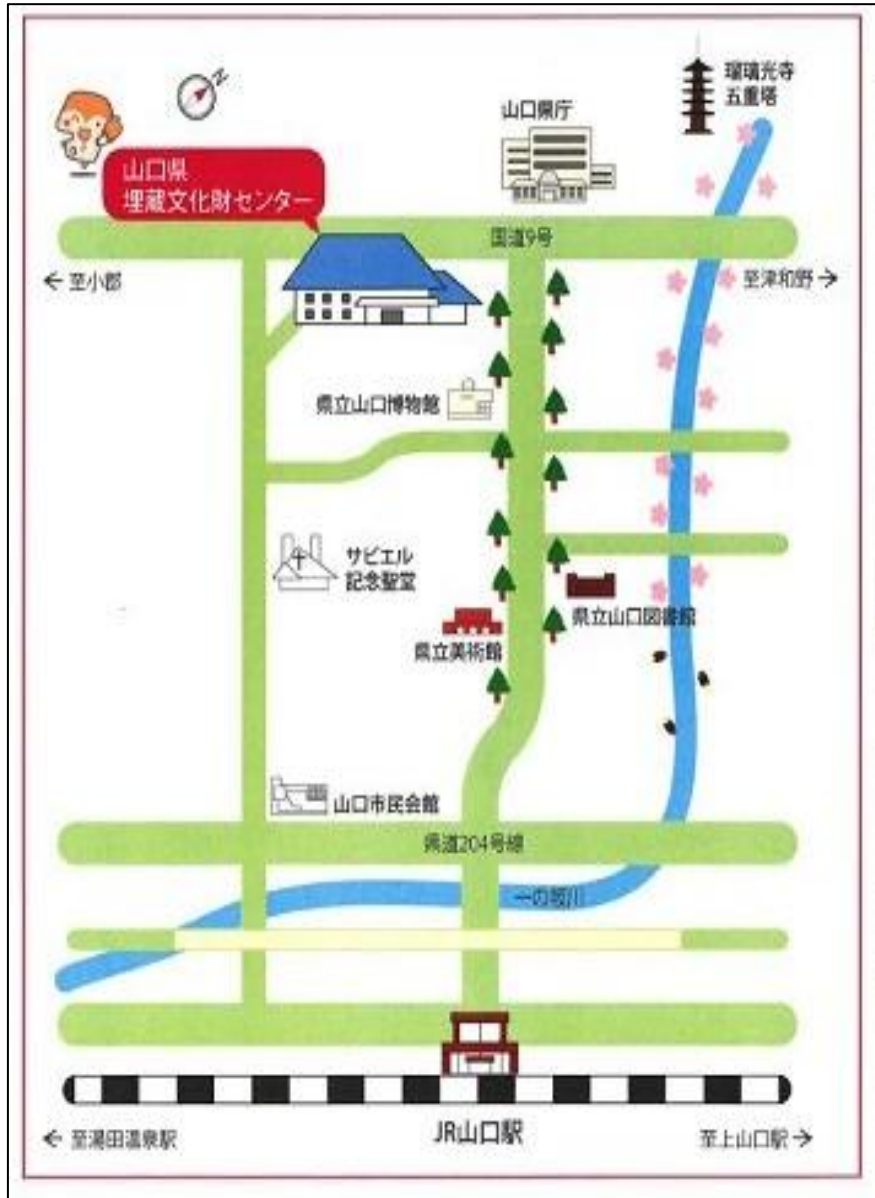 N
瑠璃光寺
五重塔
山口県庁
山口県
埋蔵文化財センター
国道9号
←至小郡
至津和野→
県立山口博物館
サビエル
記念聖堂
県立山口図書館
県立美術館
山口市民会館
県道204号線
一の坂川
JR山口駅
←至湯田温泉駅
至上山口駅→